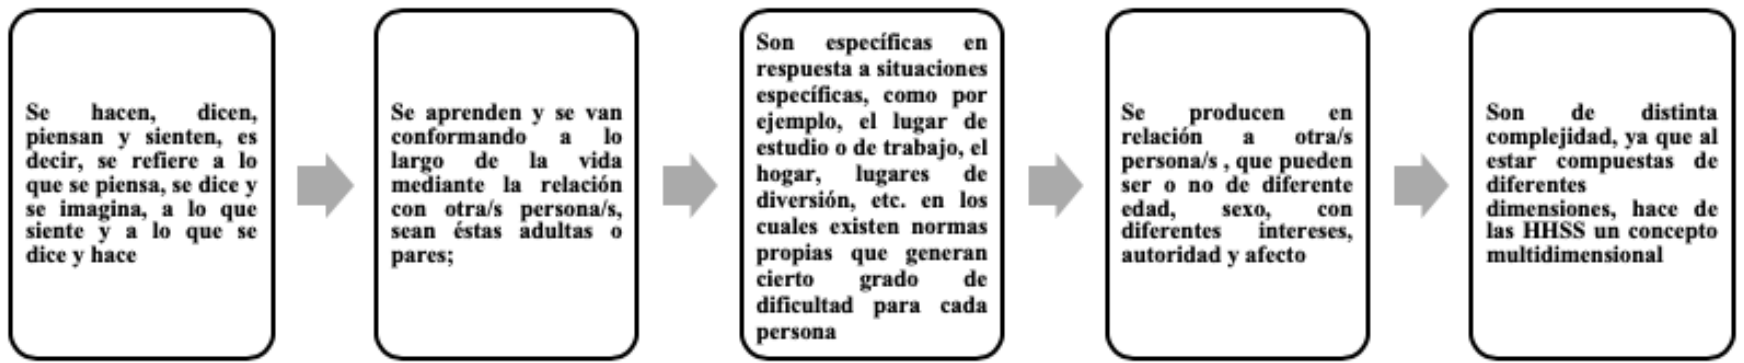 Se hacen, dicen,
piensan y sienten, es
decir, se refiere a lo
que se piensa, se dice y
se imagina, a lo que
siente y a lo que se
dice y hace
Se aprenden y se van
conformando a lo
largo de la vida
mediante la relación
con otra/s persona/s,
sean éstas adultas o
pares;
Son específicas en
respuesta a situaciones
específicas, como por
ejemplo, el lugar de
estudio o de trabajo, el
hogar, lugares de
diversión, etc. en los
cuales existen normas
propias que generan
cierto grado de
dificultad para cada
persona
Se producen en
relación a otra/s
persona/s , que pueden
ser o no de diferente
edad, sexo, con
diferentes intereses,
autoridad y afecto
Son de distinta
complejidad, ya que al
estar compuestas de
diferentes
dimensiones, hace de
las HHSS un concepto
multidimensional